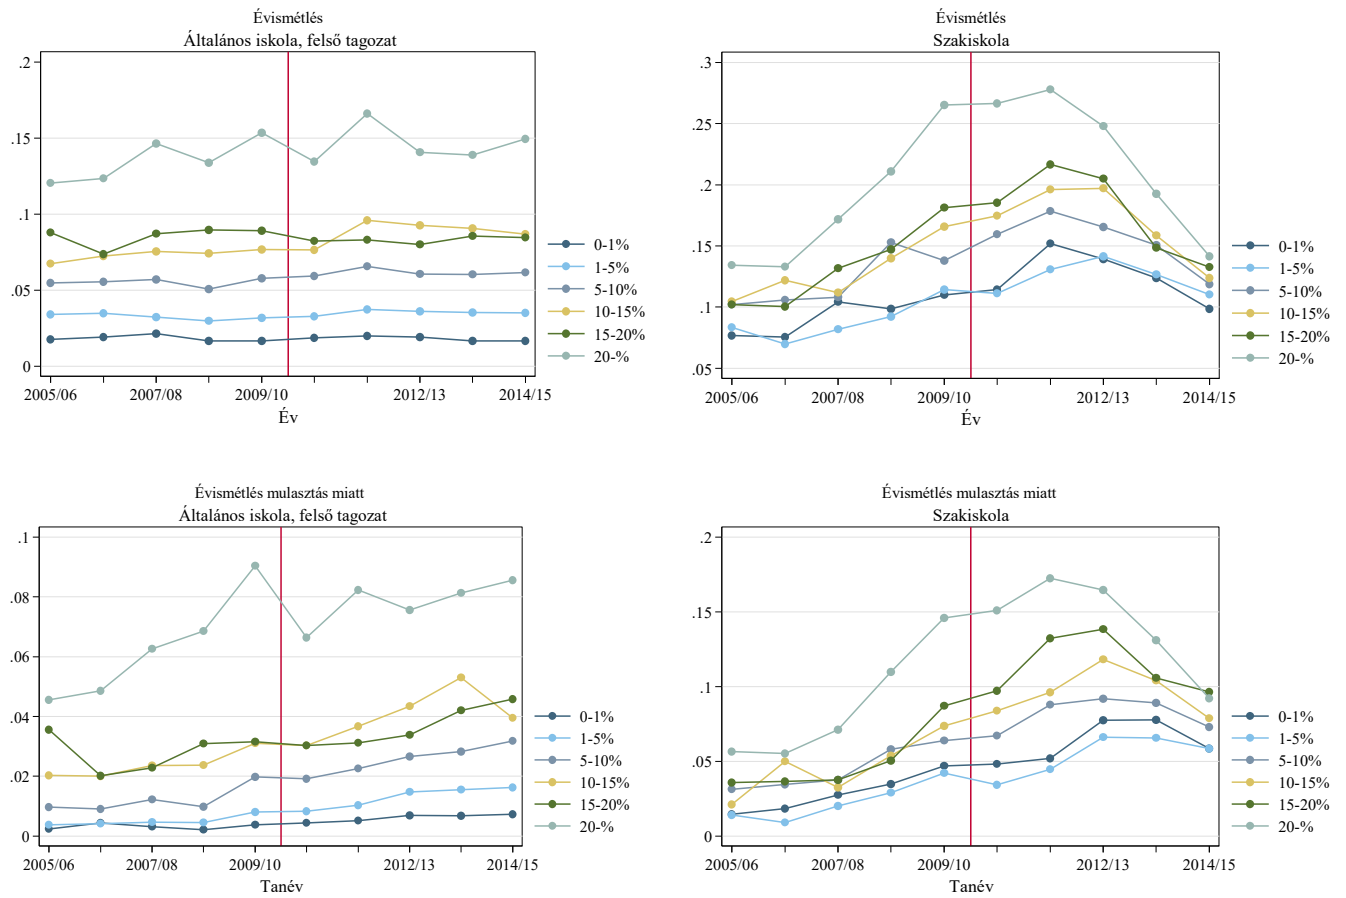 Évismétlés
Általános iskola, felső tagozat
.2
.15
.1
.05
0
2005/06 2007/08 2009/10 2012/13 2014/15
Év
0-1%
1-5%
5-10%
10-15%
15-20%
20-%
Évismétlés
Szakiskola
.3
.25
.2
.15
.1
.05
2005/06 2007/08 2009/10 2012/13 2014/15
Év
0-1%
1-5%
5-10%
10-15%
15-20%
20-%
Évismétlés mulasztás miatt
Általános iskola, felső tagozat
.1
.08
.06
.04
.02
0
2005/06 2007/08 2009/10 2012/13 2014/15
Tanév
0-1%
1-5%
5-10%
10-15%
15-20%
20-%
Évismétlés mulasztás miatt
Szakiskola
.2
.15
.1
.05
0
2005/06 2007/08 2009/10 2012/13 2014/15
Tanév
0-1%
1-5%
5-10%
10-15%
15-20%
20-%